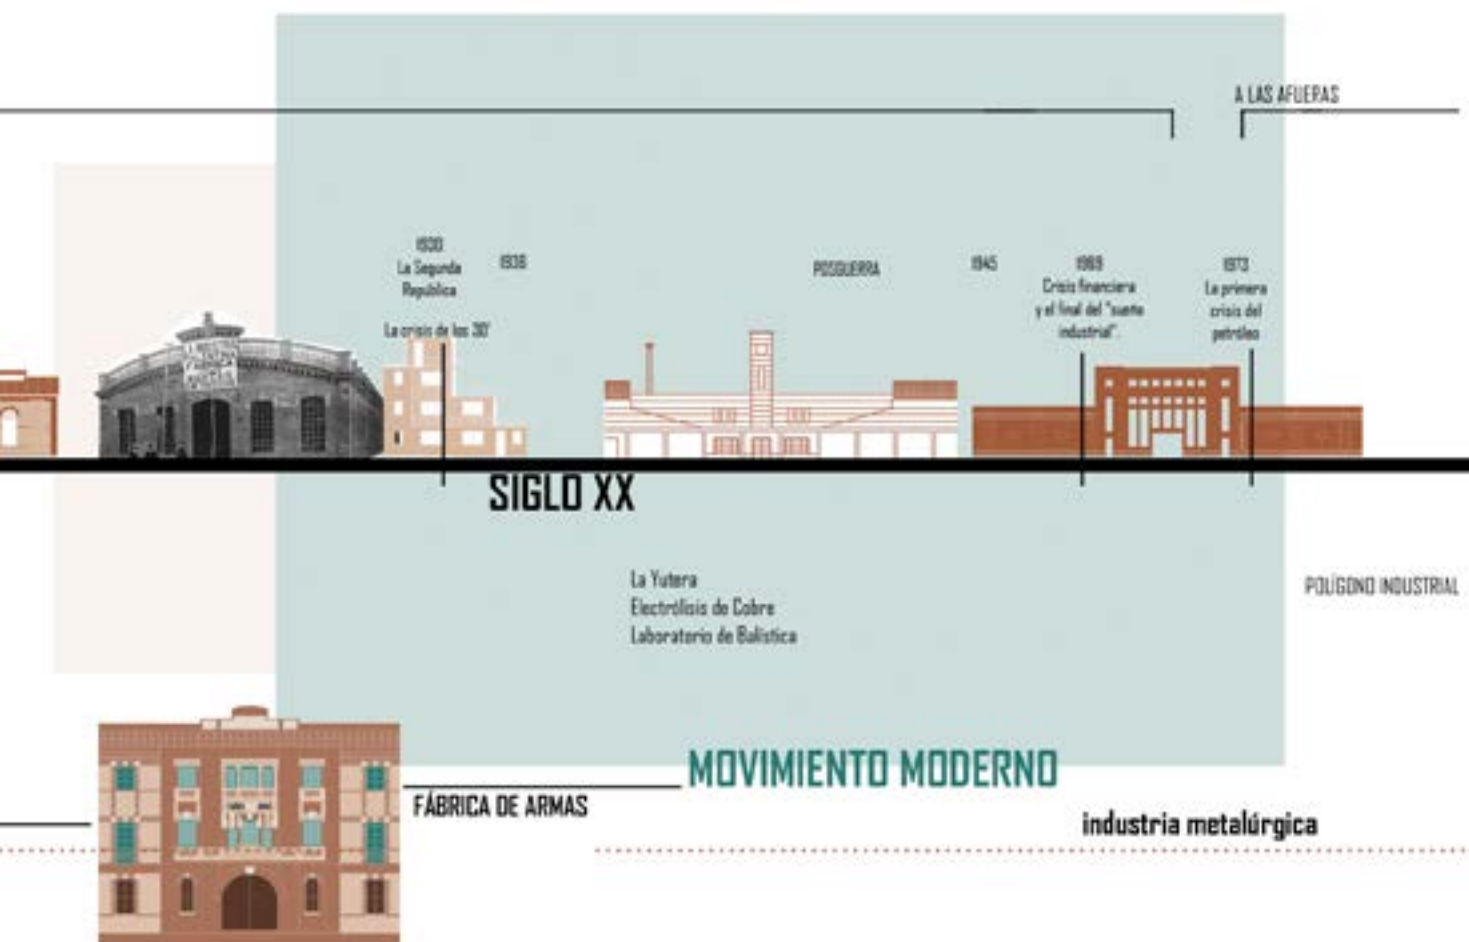 A LAS AFUERAS
1930
La Segunda
República
La crisis de los 30'
1936
POSGUERRA
1945
1969
Crisis financiera
y el final del "sueño
industrial".
1973
La primera
crisis del
petróleo
SIGLO XX
La Yutera
Electrólisis de Cobre
Laboratorio de Balística
POLÍGONO INDUSTRIAL
MOVIMIENTO MODERNO
FÁBRICA DE ARMAS
industria metalúrgica